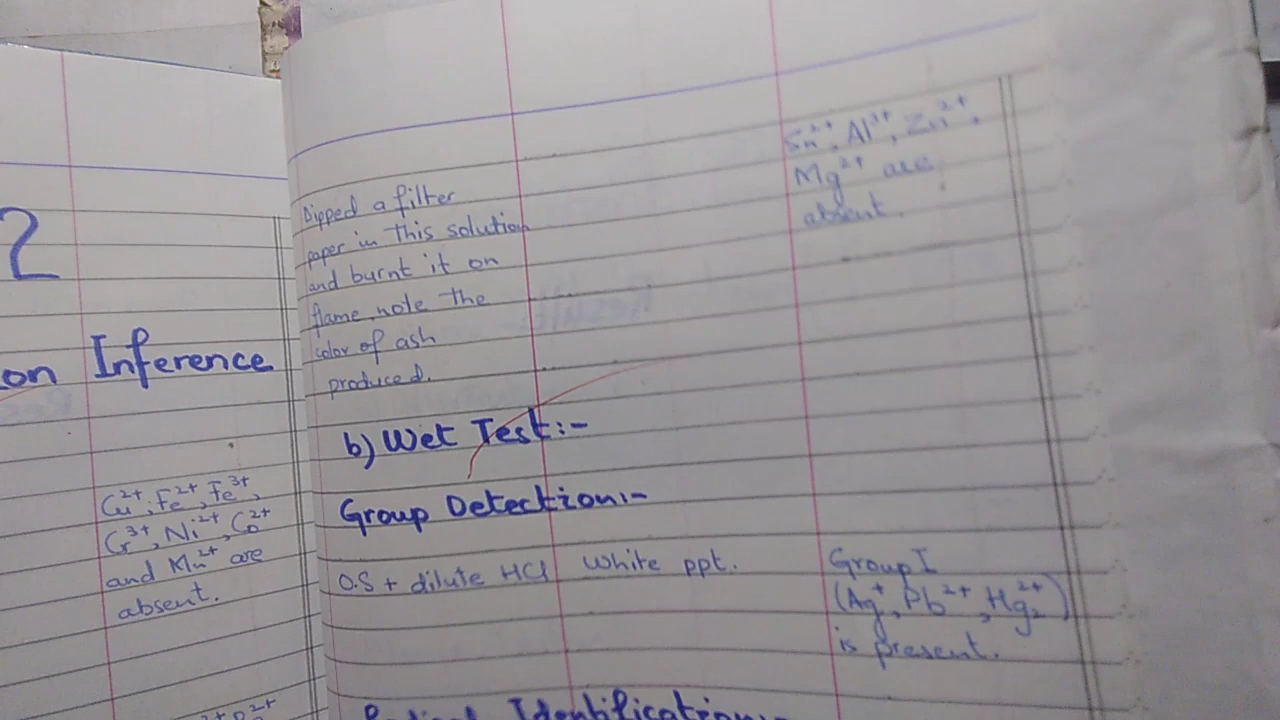 2
on Inference
Cu²⁺, Fe²⁺, Fe³⁺,
Cr³⁺, Ni²⁺, Co²⁺
and Mn²⁺ are
absent.
Sn²⁺, Al³⁺, Zn²⁺,
Mg²⁺ are
absent.
Dipped a filter
paper in this solution
and burnt it on
flame, note the
color of ash
produced.
b) Wet Test:-
Group Detection:-
O.S + dilute HCl White ppt. Group I
(Ag⁺, Pb²⁺, Hg₂²⁺)
is present.
Identification:-